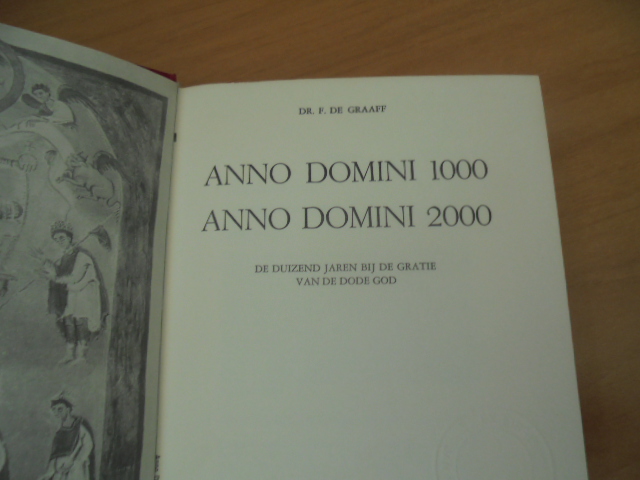 DR. F. DE GRAAFF
ANNO DOMINI 1000
ANNO DOMINI 2000
DE DUIZEND JAREN BIJ DE GRATIE
VAN DE DODE GOD